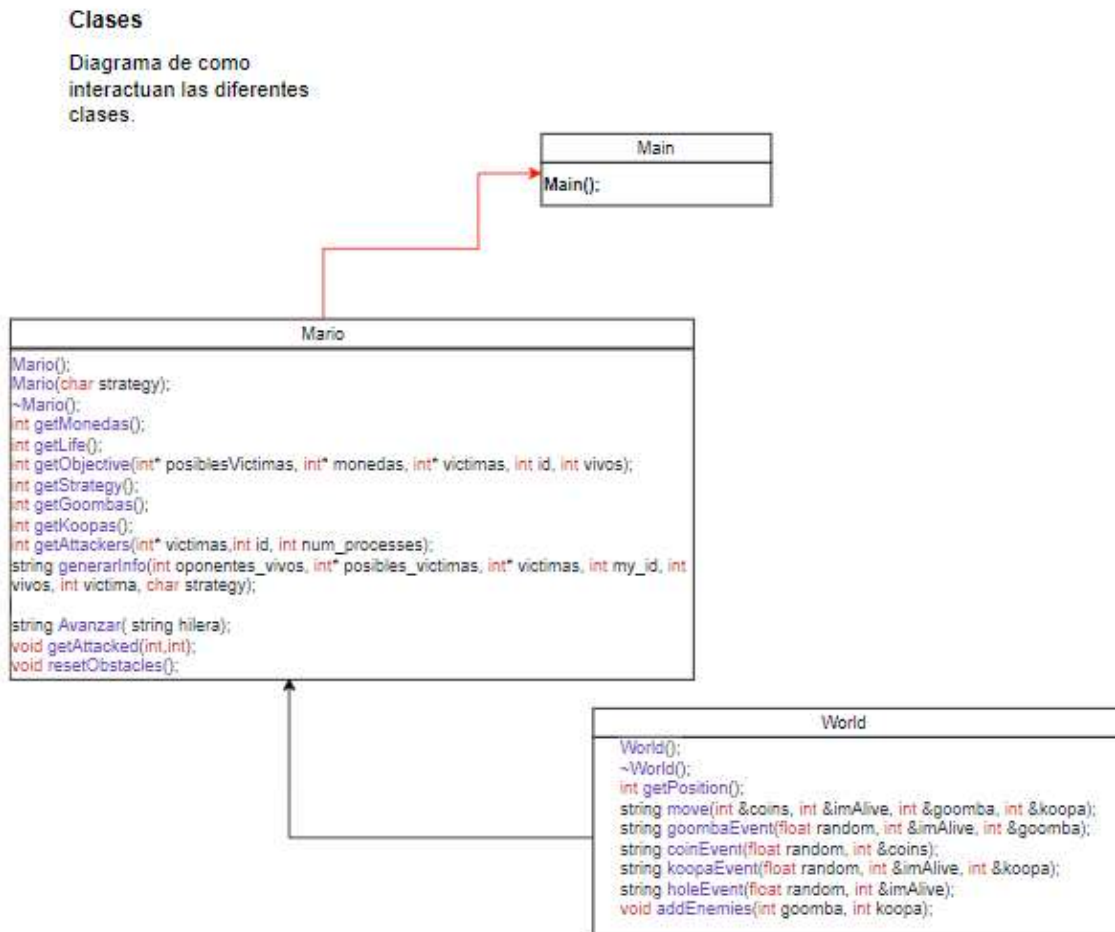 Clases
Diagrama de como
interactuan las diferentes
clases.
Main
Main();
Mario
Mario();
Mario(char strategy);
~Mario();
int getMonedas();
int getLife();
int getObjective(int* posiblesVictimas, int* monedas, int* victimas, int id, int vivos);
int getStrategy();
int getGoombas();
int getKoopas();
int getAttackers(int* victimas,int id, int num_processes);
string generarInfo(int oponentes_vivos, int* posibles_victimas, int* victimas, int my_id, int
vivos, int victima, char strategy);
string Avanzar( string hilera);
void getAttacked(int,int);
void resetObstacles();
World
World();
~World();
int getPosition();
string move(int &coins, int &imAlive, int &goomba, int &koopa);
string goombaEvent(float random, int &imAlive, int &goomba);
string coinEvent(float random, int &coins);
string koopaEvent(float random, int &imAlive, int &koopa);
string holeEvent(float random, int &imAlive);
void addEnemies(int goomba, int koopa);